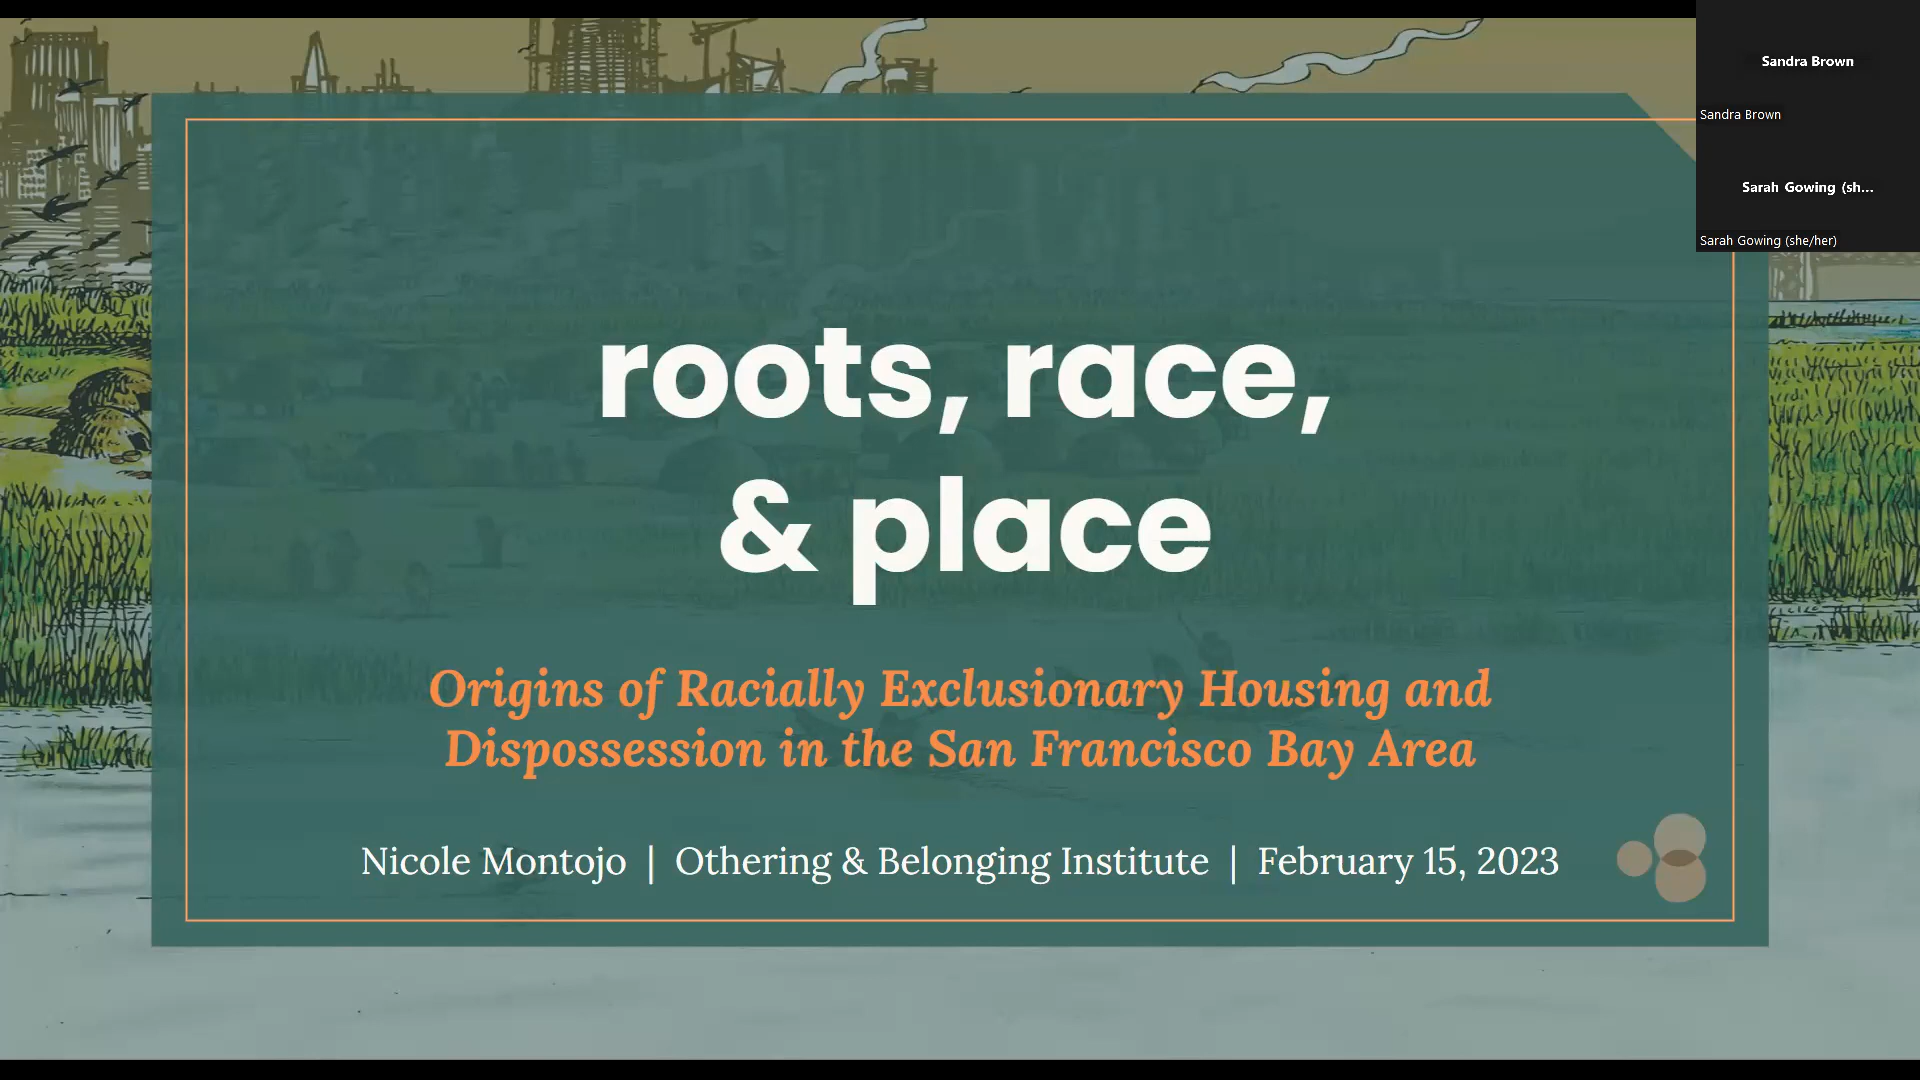 roots, race,
& place
Origins of Racially Exclusionary Housing and
Dispossession in the San Francisco Bay Area
Nicole Montojo | Othering & Belonging Institute | February 15, 2023
Sandra Brown
Sandra Brown
Sarah Gowing (sh...
Sarah Gowing (she/her)